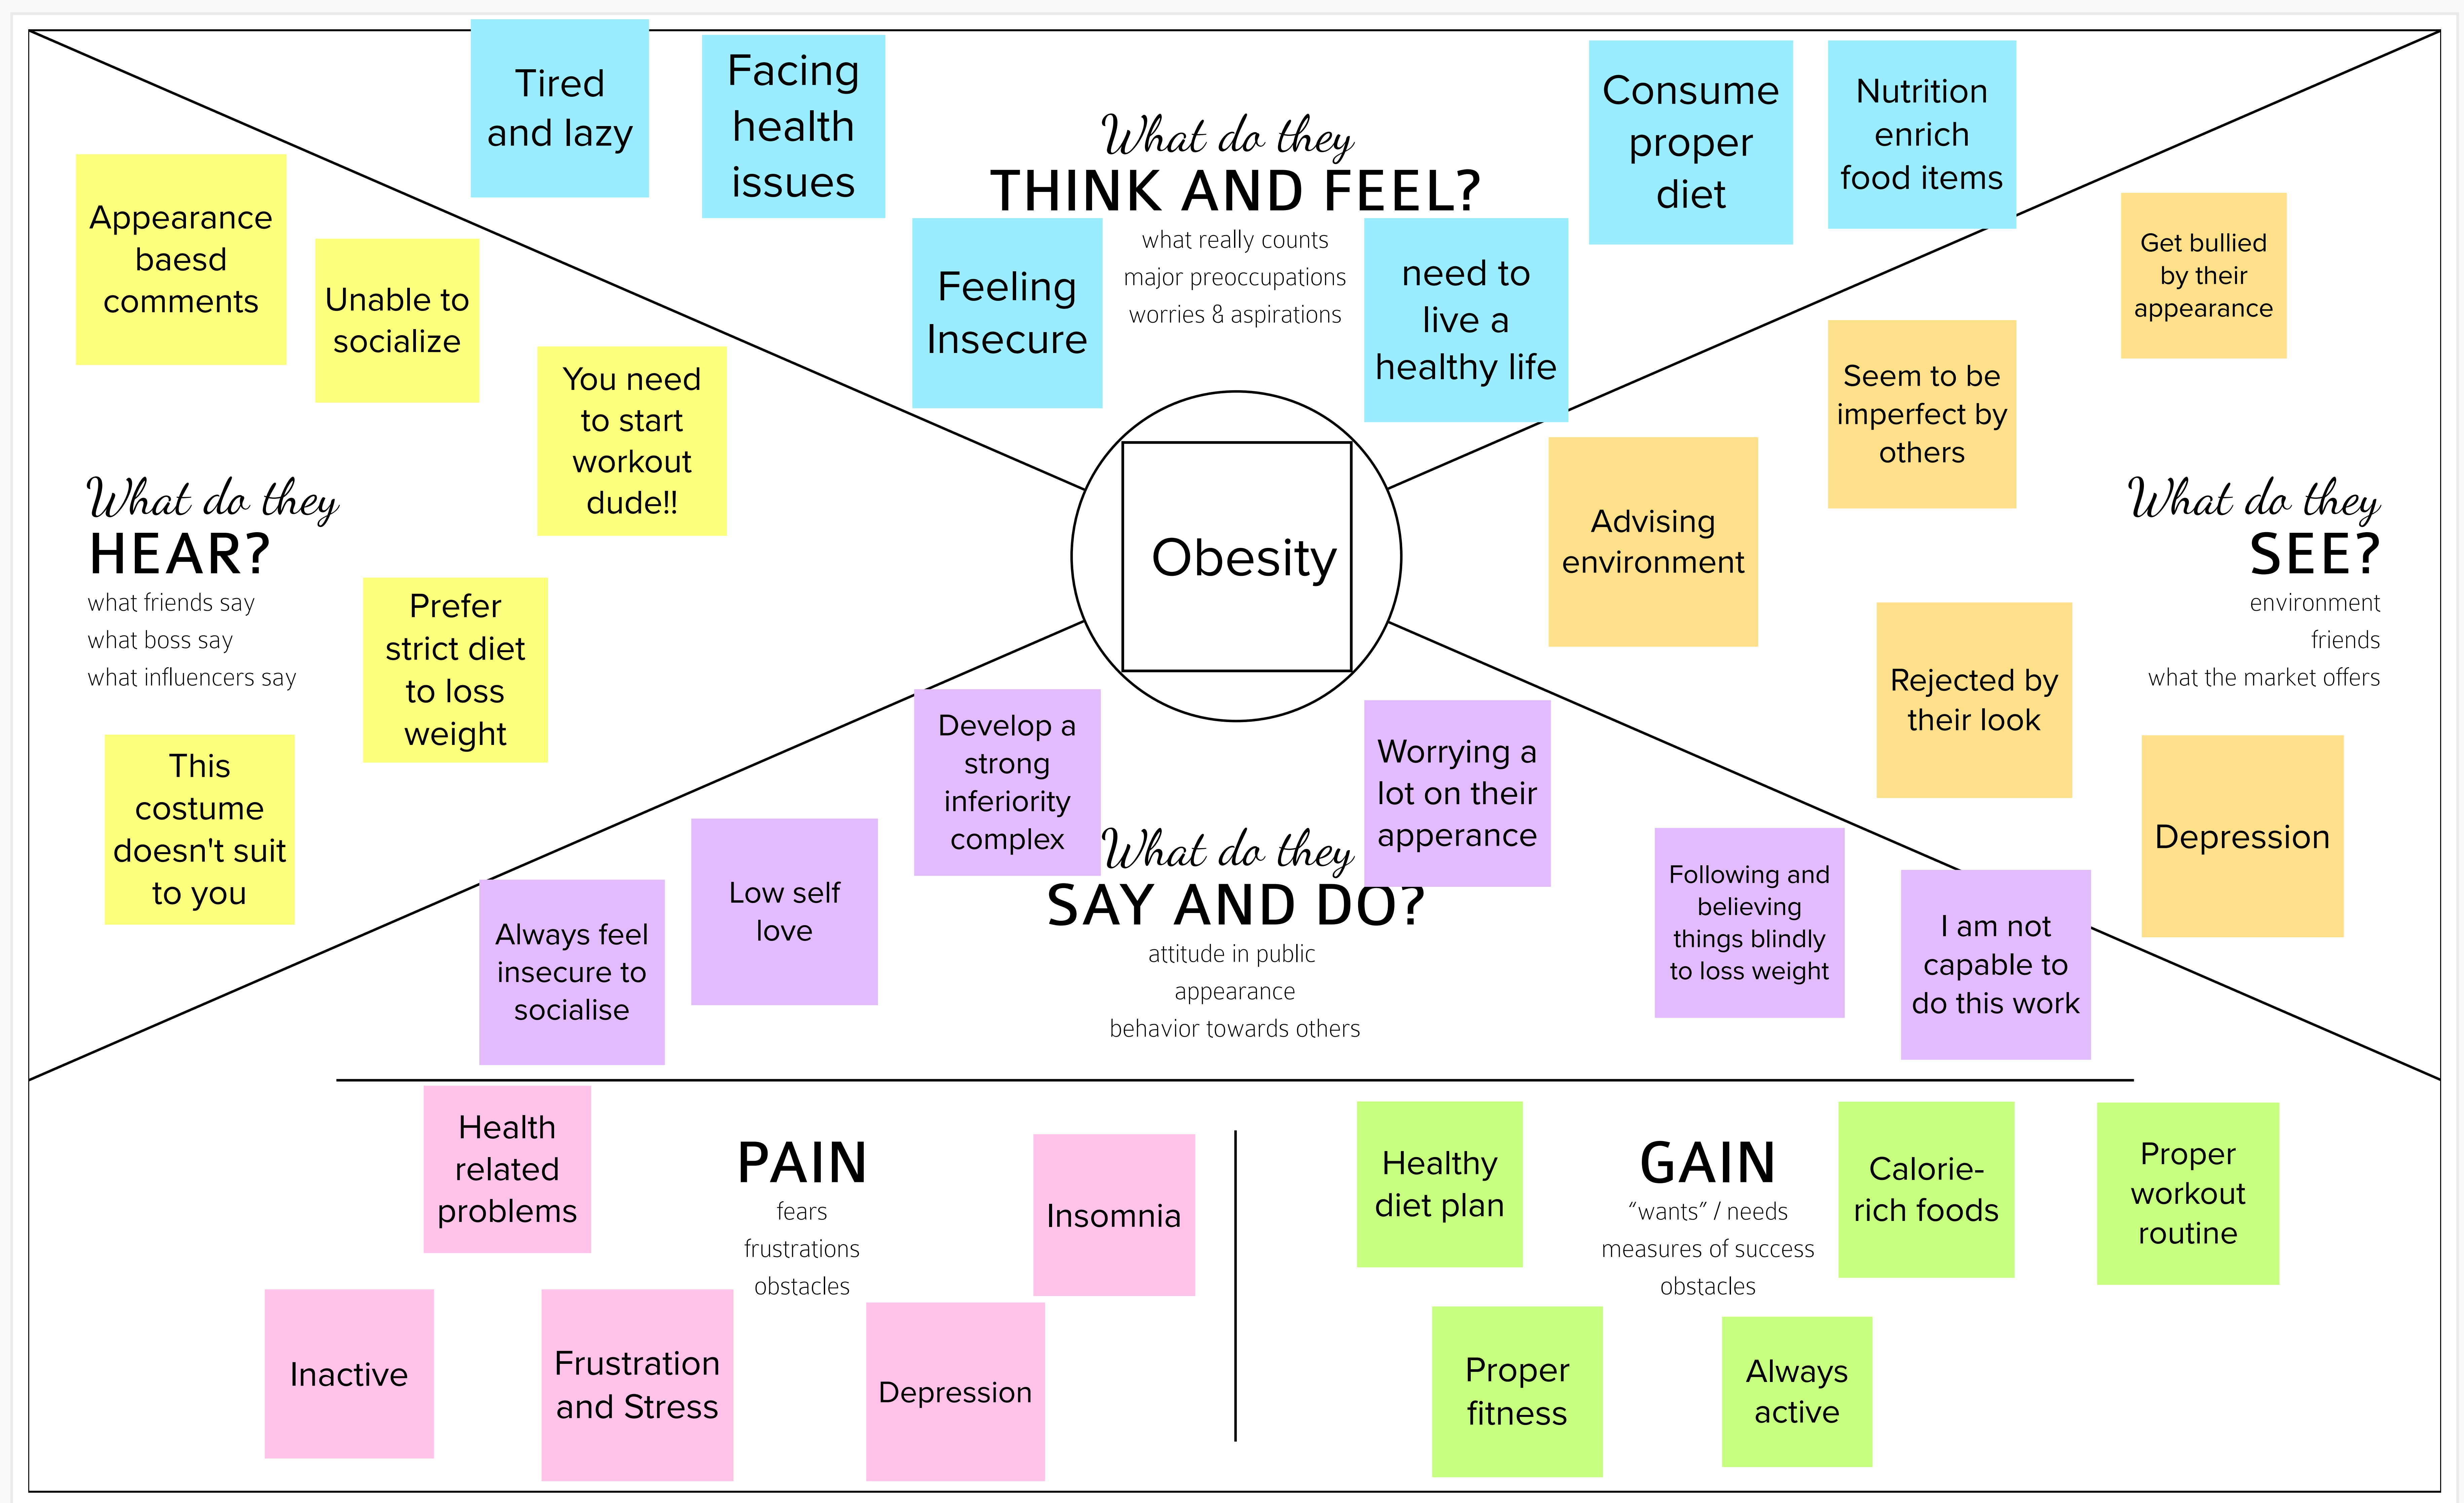 Tired
and lazy
Facing
health
issues
What do they
THINK AND FEEL?
what really counts
major preoccupations
worries & aspirations
Feeling
Insecure
need to
live a
healthy life
Consume
proper
diet
Nutrition
enrich
food items
Appearance
baesd
comments
Unable to
socialize
You need
to start
workout
dude!!
What do they
HEAR?
what friends say
what boss say
what influencers say
Prefer
strict diet
to loss
weight
This
costume
doesn't suit
to you
Obesity
Get bullied
by their
appearance
Seem to be
imperfect by
others
Advising
environment
What do they
SEE?
environment
friends
what the market offers
Rejected by
their look
Depression
Develop a
strong
inferiority
complex
Worrying a
lot on their
apperance
What do they
SAY AND DO?
attitude in public
appearance
behavior towards others
Low self
love
Always feel
insecure to
socialise
Following and
believing
things blindly
to loss weight
I am not
capable to
do this work
Health
related
problems
PAIN
fears
frustrations
obstacles
Insomnia
Inactive
Frustration
and Stress
Depression
Healthy
diet plan
GAIN
“wants” / needs
measures of success
obstacles
Calorie-
rich foods
Proper
workout
routine
Proper
fitness
Always
active